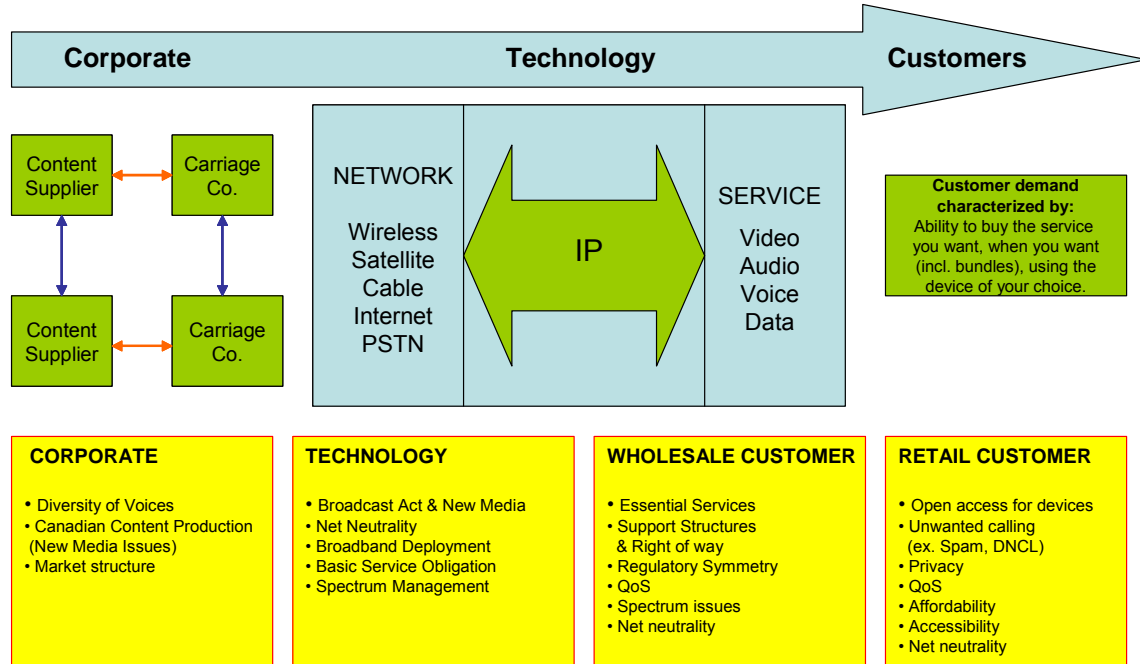 Corporate
Technology
Customers
Content
Supplier
Carriage
Co.
Content
Supplier
Carriage
Co.
NETWORK
Wireless
Satellite
Cable
Internet
PSTN
IP
SERVICE
Video
Audio
Voice
Data
Customer demand
characterized by:
Ability to buy the service
you want, when you want
(incl. bundles), using the
device of your choice.
CORPORATE
• Diversity of Voices
• Canadian Content Production
(New Media Issues)
• Market structure
TECHNOLOGY
• Broadcast Act & New Media
• Net Neutrality
• Broadband Deployment
• Basic Service Obligation
• Spectrum Management
WHOLESALE CUSTOMER
• Essential Services
• Support Structures
& Right of way
• Regulatory Symmetry
• QoS
• Spectrum issues
• Net neutrality
RETAIL CUSTOMER
• Open access for devices
• Unwanted calling
(ex. Spam, DNCL)
• Privacy
• QoS
• Affordability
• Accessibility
• Net neutrality